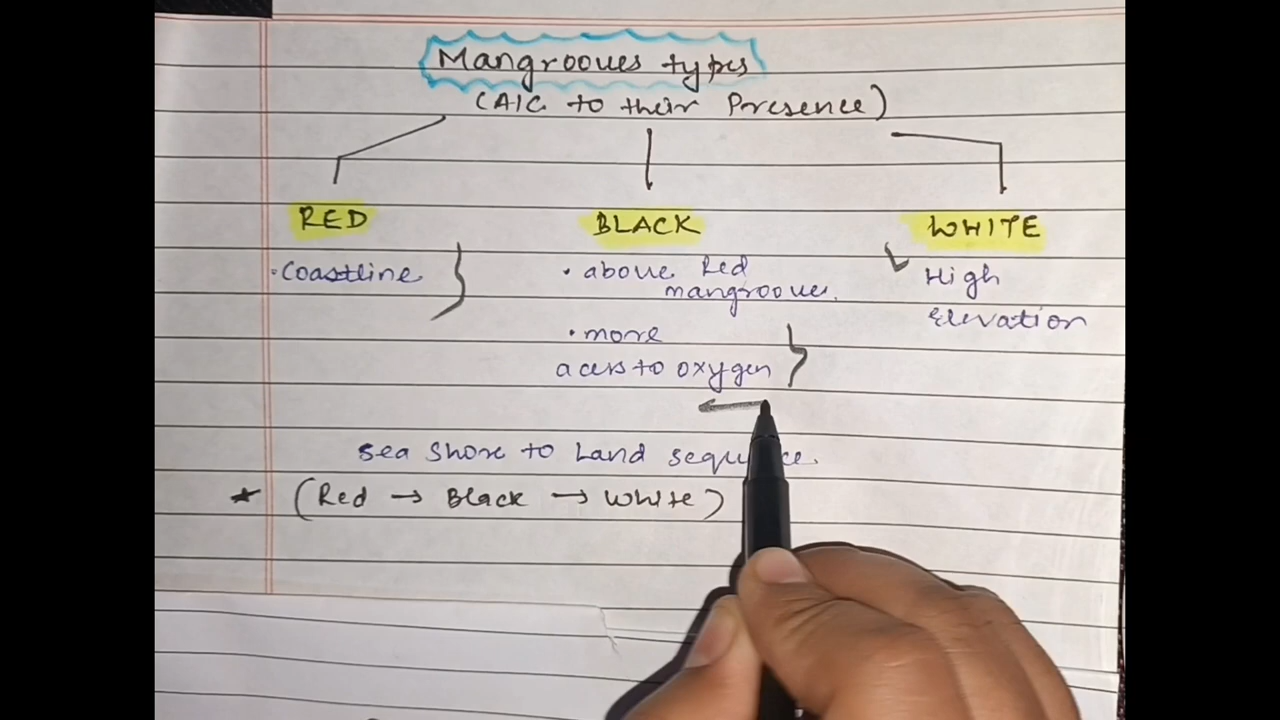 Mangrooves types
(A/C to their Presence)
RED
BLACK
WHITE
• Coastline
• above Red
mangroove.
• more
acess to oxygen
High
Elevation
sea shore to Land sequence.
* (Red → Black → White)